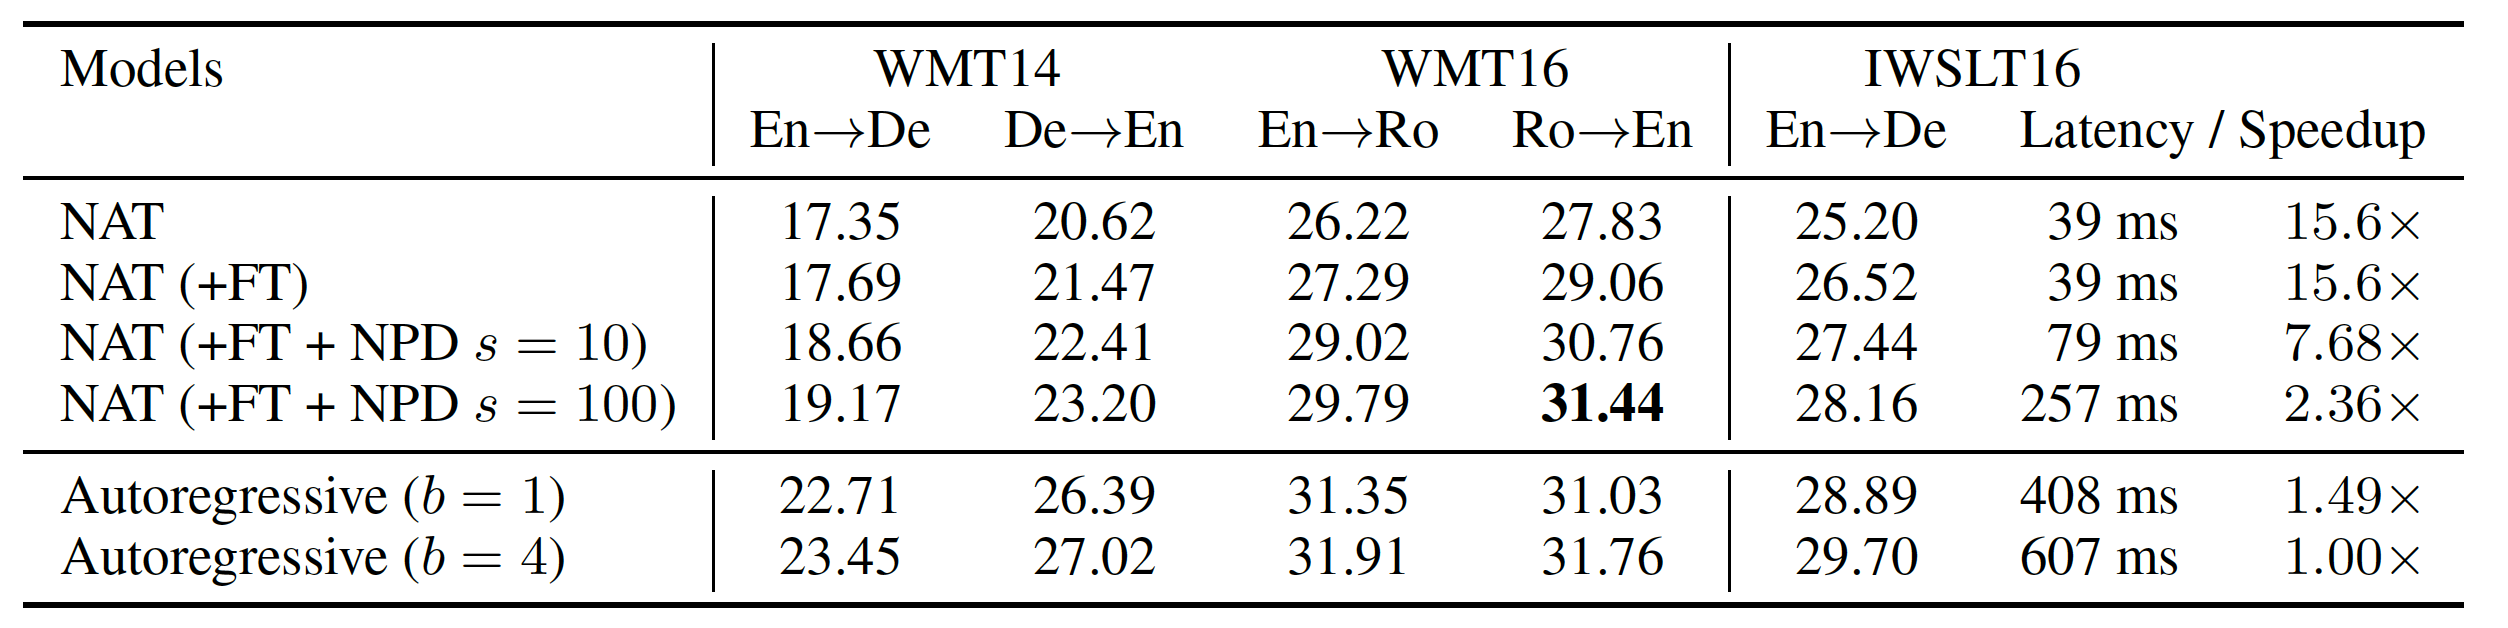 Models WMT14 WMT16 IWSLT16
En→De De→En En→Ro Ro→En En→De Latency / Speedup
NAT 17.35 20.62 26.22 27.83 25.20 39 ms 15.6×
NAT (+FT) 17.69 21.47 27.29 29.06 26.52 39 ms 15.6×
NAT (+FT + NPD s = 10) 18.66 22.41 29.02 30.76 27.44 79 ms 7.68×
NAT (+FT + NPD s = 100) 19.17 23.20 29.79 31.44 28.16 257 ms 2.36×
Autoregressive (b = 1) 22.71 26.39 31.35 31.03 28.89 408 ms 1.49×
Autoregressive (b = 4) 23.45 27.02 31.91 31.76 29.70 607 ms 1.00×